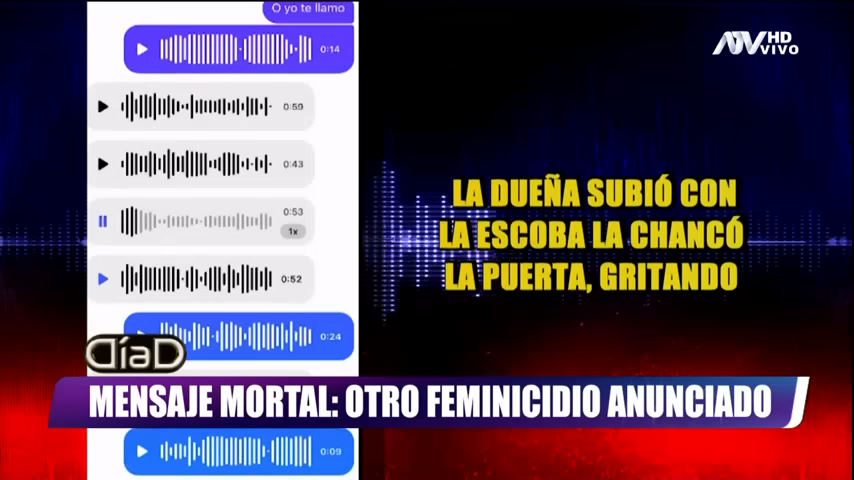 O yo te llamo
0:14
ATV HD
VIVO
0:59
0:43
0:53
1x
0:52
0:24
LA DUEÑA SUBIÓ CON
LA ESCOBA LA CHANCÓ
LA PUERTA, GRITANDO
DíaD
MENSAJE MORTAL: OTRO FEMINICIDIO ANUNCIADO
0:09